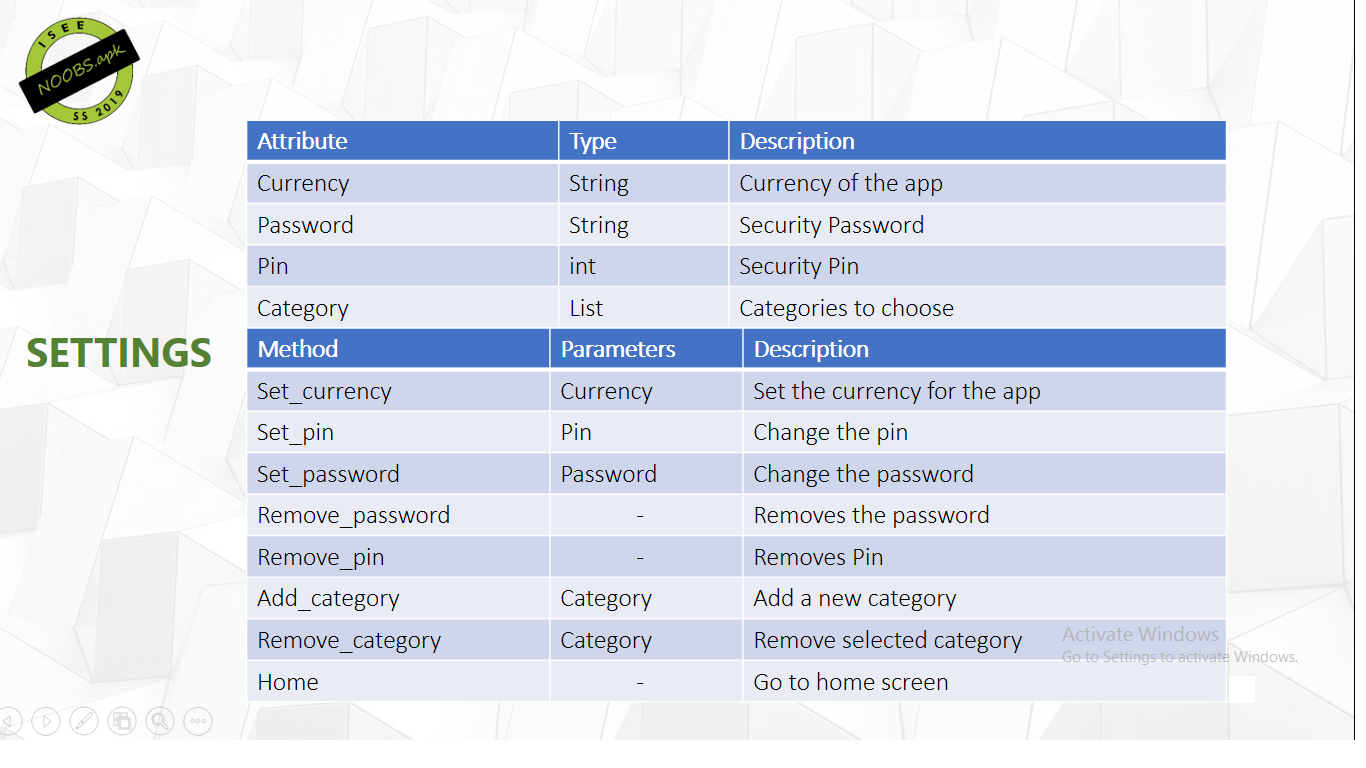 ISEE
NOOBS.apk
SS 2019
Attribute Type Description
Currency String Currency of the app
Password String Security Password
Pin int Security Pin
Category List Categories to choose
SETTINGS
Method Parameters Description
Set_currency Currency Set the currency for the app
Set_pin Pin Change the pin
Set_password Password Change the password
Remove_password - Removes the password
Remove_pin - Removes Pin
Add_category Category Add a new category
Remove_category Category Remove selected category
Home - Go to home screen
Activate Windows
Go to Settings to activate Windows.